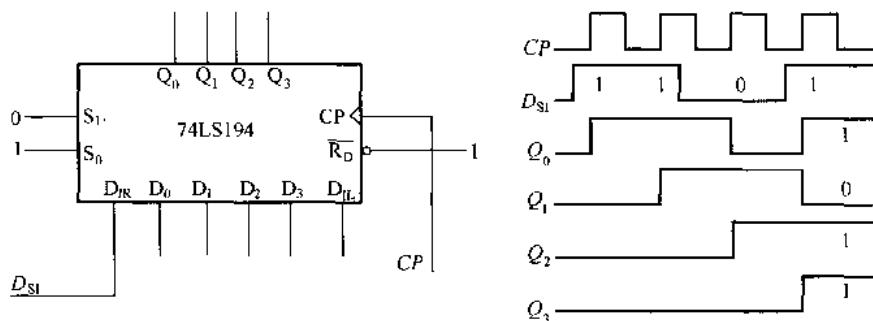 Q0 Q1 Q2 Q3
0 S1 CP
74LS194
1 S0 RD 1
DIR D0 D1 D2 D3 DIL
CP
DSI
CP
DSI 1 1 0 1
Q0 1
Q1 0
Q2 1
Q3 1